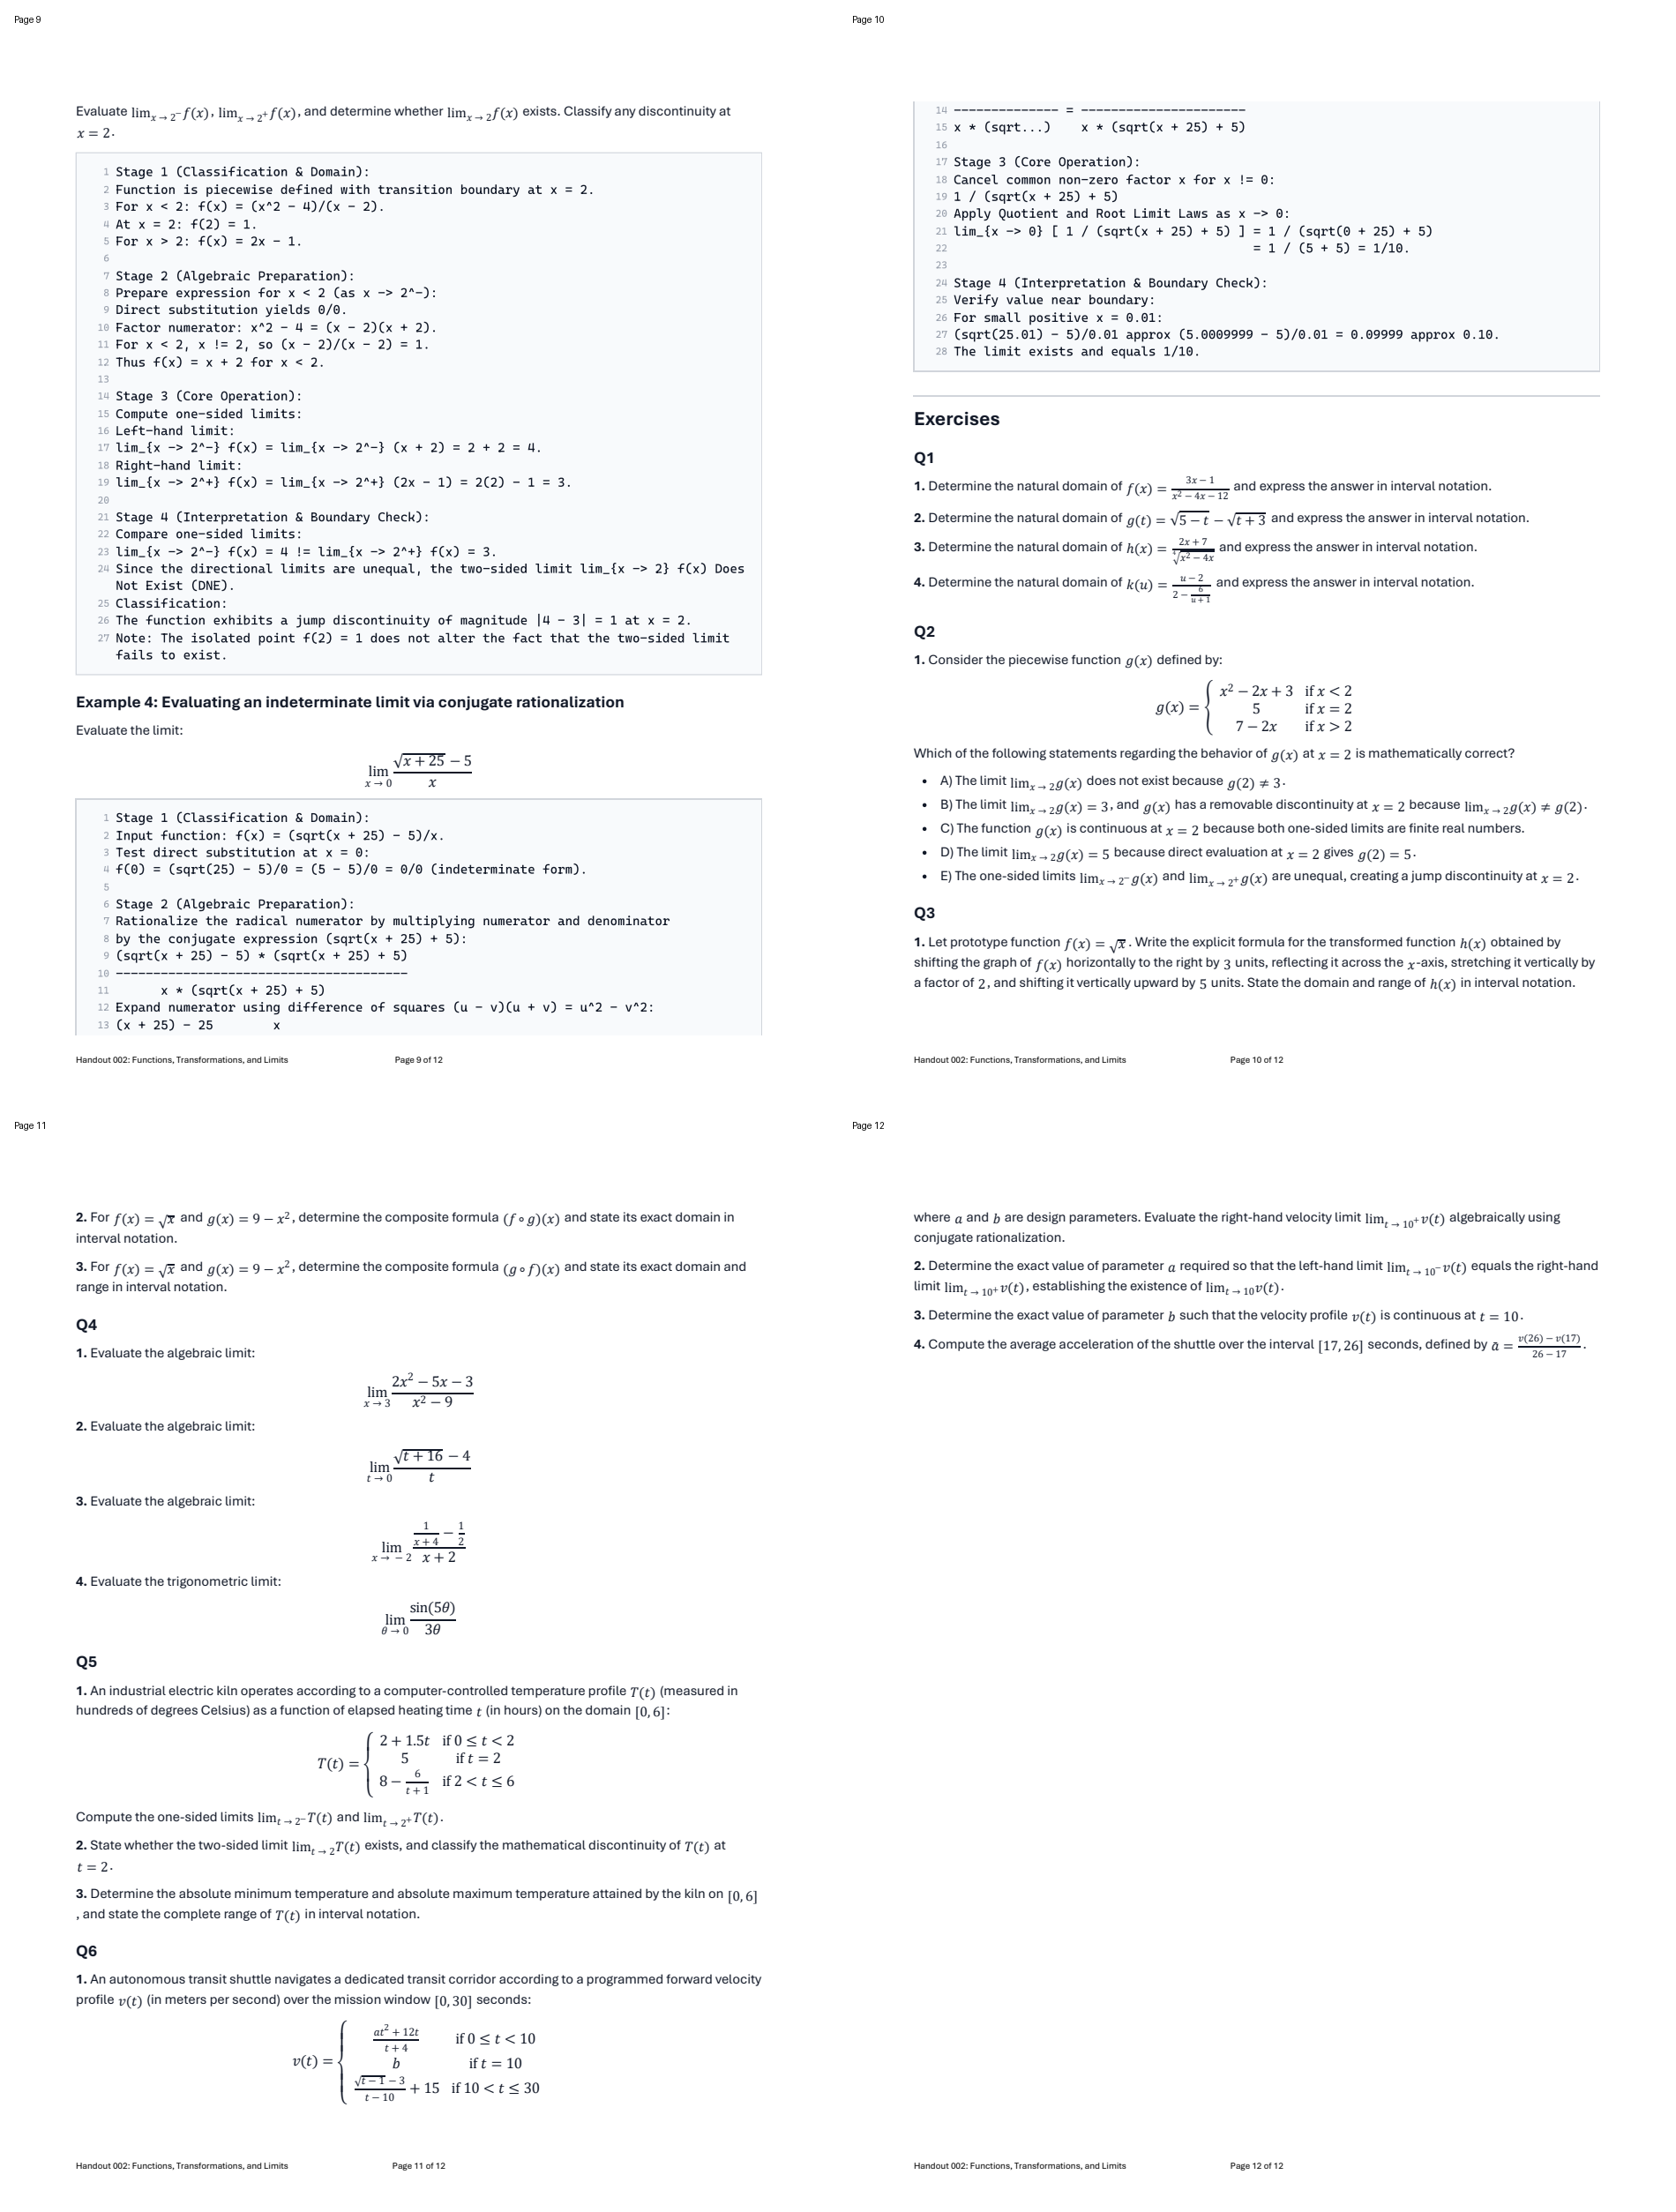 Page 9
Evaluate lim_{x → 2⁻} f(x), lim_{x → 2⁺} f(x), and determine whether lim_{x → 2} f(x) exists. Classify any discontinuity at
x = 2.
1 Stage 1 (Classification & Domain):
2 Function is piecewise defined with transition boundary at x = 2.
3 For x < 2: f(x) = (x^2 - 4)/(x - 2).
4 At x = 2: f(2) = 1.
5 For x > 2: f(x) = 2x - 1.
6
7 Stage 2 (Algebraic Preparation):
8 Prepare expression for x < 2 (as x -> 2^-):
9 Direct substitution yields 0/0.
10 Factor numerator: x^2 - 4 = (x - 2)(x + 2).
11 For x < 2, x != 2, so (x - 2)/(x - 2) = 1.
12 Thus f(x) = x + 2 for x < 2.
13
14 Stage 3 (Core Operation):
15 Compute one-sided limits:
16 Left-hand limit:
17 lim_{x -> 2^-} f(x) = lim_{x -> 2^-} (x + 2) = 2 + 2 = 4.
18 Right-hand limit:
19 lim_{x -> 2^+} f(x) = lim_{x -> 2^+} (2x - 1) = 2(2) - 1 = 3.
20
21 Stage 4 (Interpretation & Boundary Check):
22 Compare one-sided limits:
23 lim_{x -> 2^-} f(x) = 4 != lim_{x -> 2^+} f(x) = 3.
24 Since the directional limits are unequal, the two-sided limit lim_{x -> 2} f(x) Does
Not Exist (DNE).
25 Classification:
26 The function exhibits a jump discontinuity of magnitude |4 - 3| = 1 at x = 2.
27 Note: The isolated point f(2) = 1 does not alter the fact that the two-sided limit
fails to exist.
Example 4: Evaluating an indeterminate limit via conjugate rationalization
Evaluate the limit:
lim_{x → 0} (√(x + 25) − 5)/x
1 Stage 1 (Classification & Domain):
2 Input function: f(x) = (sqrt(x + 25) - 5)/x.
3 Test direct substitution at x = 0:
4 f(0) = (sqrt(25) - 5)/0 = (5 - 5)/0 = 0/0 (indeterminate form).
5
6 Stage 2 (Algebraic Preparation):
7 Rationalize the radical numerator by multiplying numerator and denominator
8 by the conjugate expression (sqrt(x + 25) + 5):
9 (sqrt(x + 25) - 5) * (sqrt(x + 25) + 5)
10 ---------------------------------------
11 x * (sqrt(x + 25) + 5)
12 Expand numerator using difference of squares (u - v)(u + v) = u^2 - v^2:
13 (x + 25) - 25 x
Handout 002: Functions, Transformations, and Limits Page 9 of 12
Page 10
14 -------------- = ----------------------
15 x * (sqrt...) x * (sqrt(x + 25) + 5)
16
17 Stage 3 (Core Operation):
18 Cancel common non-zero factor x for x != 0:
19 1 / (sqrt(x + 25) + 5)
20 Apply Quotient and Root Limit Laws as x -> 0:
21 lim_{x -> 0} [ 1 / (sqrt(x + 25) + 5) ] = 1 / (sqrt(0 + 25) + 5)
22 = 1 / (5 + 5) = 1/10.
23
24 Stage 4 (Interpretation & Boundary Check):
25 Verify value near boundary:
26 For small positive x = 0.01:
27 (sqrt(25.01) - 5)/0.01 approx (5.0009999 - 5)/0.01 = 0.09999 approx 0.10.
28 The limit exists and equals 1/10.
Exercises
Q1
1. Determine the natural domain of f(x) = (3x − 1)/(x² − 4x − 12) and express the answer in interval notation.
2. Determine the natural domain of g(t) = √(5 − t) − √(t + 3) and express the answer in interval notation.
3. Determine the natural domain of h(x) = (2x + 7)/∜(x² − 4x) and express the answer in interval notation.
4. Determine the natural domain of k(u) = (u − 2)/(2 − 6/(u + 1)) and express the answer in interval notation.
Q2
1. Consider the piecewise function g(x) defined by:
g(x) = { x² − 2x + 3 if x < 2
5 if x = 2
7 − 2x if x > 2
Which of the following statements regarding the behavior of g(x) at x = 2 is mathematically correct?
• A) The limit lim_{x → 2} g(x) does not exist because g(2) ≠ 3.
• B) The limit lim_{x → 2} g(x) = 3, and g(x) has a removable discontinuity at x = 2 because lim_{x → 2} g(x) ≠ g(2).
• C) The function g(x) is continuous at x = 2 because both one-sided limits are finite real numbers.
• D) The limit lim_{x → 2} g(x) = 5 because direct evaluation at x = 2 gives g(2) = 5.
• E) The one-sided limits lim_{x → 2⁻} g(x) and lim_{x → 2⁺} g(x) are unequal, creating a jump discontinuity at x = 2.
Q3
1. Let prototype function f(x) = √x. Write the explicit formula for the transformed function h(x) obtained by
shifting the graph of f(x) horizontally to the right by 3 units, reflecting it across the x-axis, stretching it vertically by
a factor of 2, and shifting it vertically upward by 5 units. State the domain and range of h(x) in interval notation.
Handout 002: Functions, Transformations, and Limits Page 10 of 12
Page 11
2. For f(x) = √x and g(x) = 9 − x², determine the composite formula (f ∘ g)(x) and state its exact domain in
interval notation.
3. For f(x) = √x and g(x) = 9 − x², determine the composite formula (g ∘ f)(x) and state its exact domain and
range in interval notation.
Q4
1. Evaluate the algebraic limit:
lim_{x → 3} (2x² − 5x − 3)/(x² − 9)
2. Evaluate the algebraic limit:
lim_{t → 0} (√(t + 16) − 4)/t
3. Evaluate the algebraic limit:
lim_{x → −2} (1/(x + 4) − 1/2)/(x + 2)
4. Evaluate the trigonometric limit:
lim_{θ → 0} sin(5θ)/3θ
Q5
1. An industrial electric kiln operates according to a computer-controlled temperature profile T(t) (measured in
hundreds of degrees Celsius) as a function of elapsed heating time t (in hours) on the domain [0, 6]:
T(t) = { 2 + 1.5t if 0 ≤ t < 2
5 if t = 2
8 − 6/(t + 1) if 2 < t ≤ 6
Compute the one-sided limits lim_{t → 2⁻} T(t) and lim_{t → 2⁺} T(t).
2. State whether the two-sided limit lim_{t → 2} T(t) exists, and classify the mathematical discontinuity of T(t) at
t = 2.
3. Determine the absolute minimum temperature and absolute maximum temperature attained by the kiln on [0, 6]
, and state the complete range of T(t) in interval notation.
Q6
1. An autonomous transit shuttle navigates a dedicated transit corridor according to a programmed forward velocity
profile v(t) (in meters per second) over the mission window [0, 30] seconds:
v(t) = { (at² + 12t)/(t + 4) if 0 ≤ t < 10
b if t = 10
(√(t − 1) − 3)/(t − 10) + 15 if 10 < t ≤ 30
Handout 002: Functions, Transformations, and Limits Page 11 of 12
Page 12
where a and b are design parameters. Evaluate the right-hand velocity limit lim_{t → 10⁺} v(t) algebraically using
conjugate rationalization.
2. Determine the exact value of parameter a required so that the left-hand limit lim_{t → 10⁻} v(t) equals the right-hand
limit lim_{t → 10⁺} v(t), establishing the existence of lim_{t → 10} v(t).
3. Determine the exact value of parameter b such that the velocity profile v(t) is continuous at t = 10.
4. Compute the average acceleration of the shuttle over the interval [17, 26] seconds, defined by ā = (v(26) − v(17))/(26 − 17).
Handout 002: Functions, Transformations, and Limits Page 12 of 12